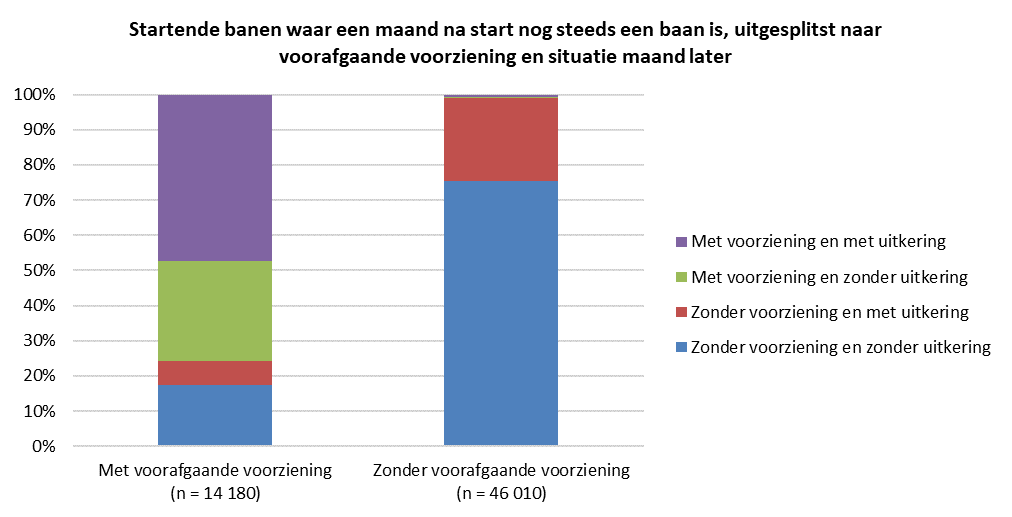 Startende banen waar een maand na start nog steeds een baan is, uitgesplitst naar
voorafgaande voorziening en situatie maand later
100%
90%
80%
70%
60%
50%
40%
30%
20%
10%
0%
Met voorafgaande voorziening
(n = 14 180)
Zonder voorafgaande voorziening
(n = 46 010)
Met voorziening en met uitkering
Met voorziening en zonder uitkering
Zonder voorziening en met uitkering
Zonder voorziening en zonder uitkering